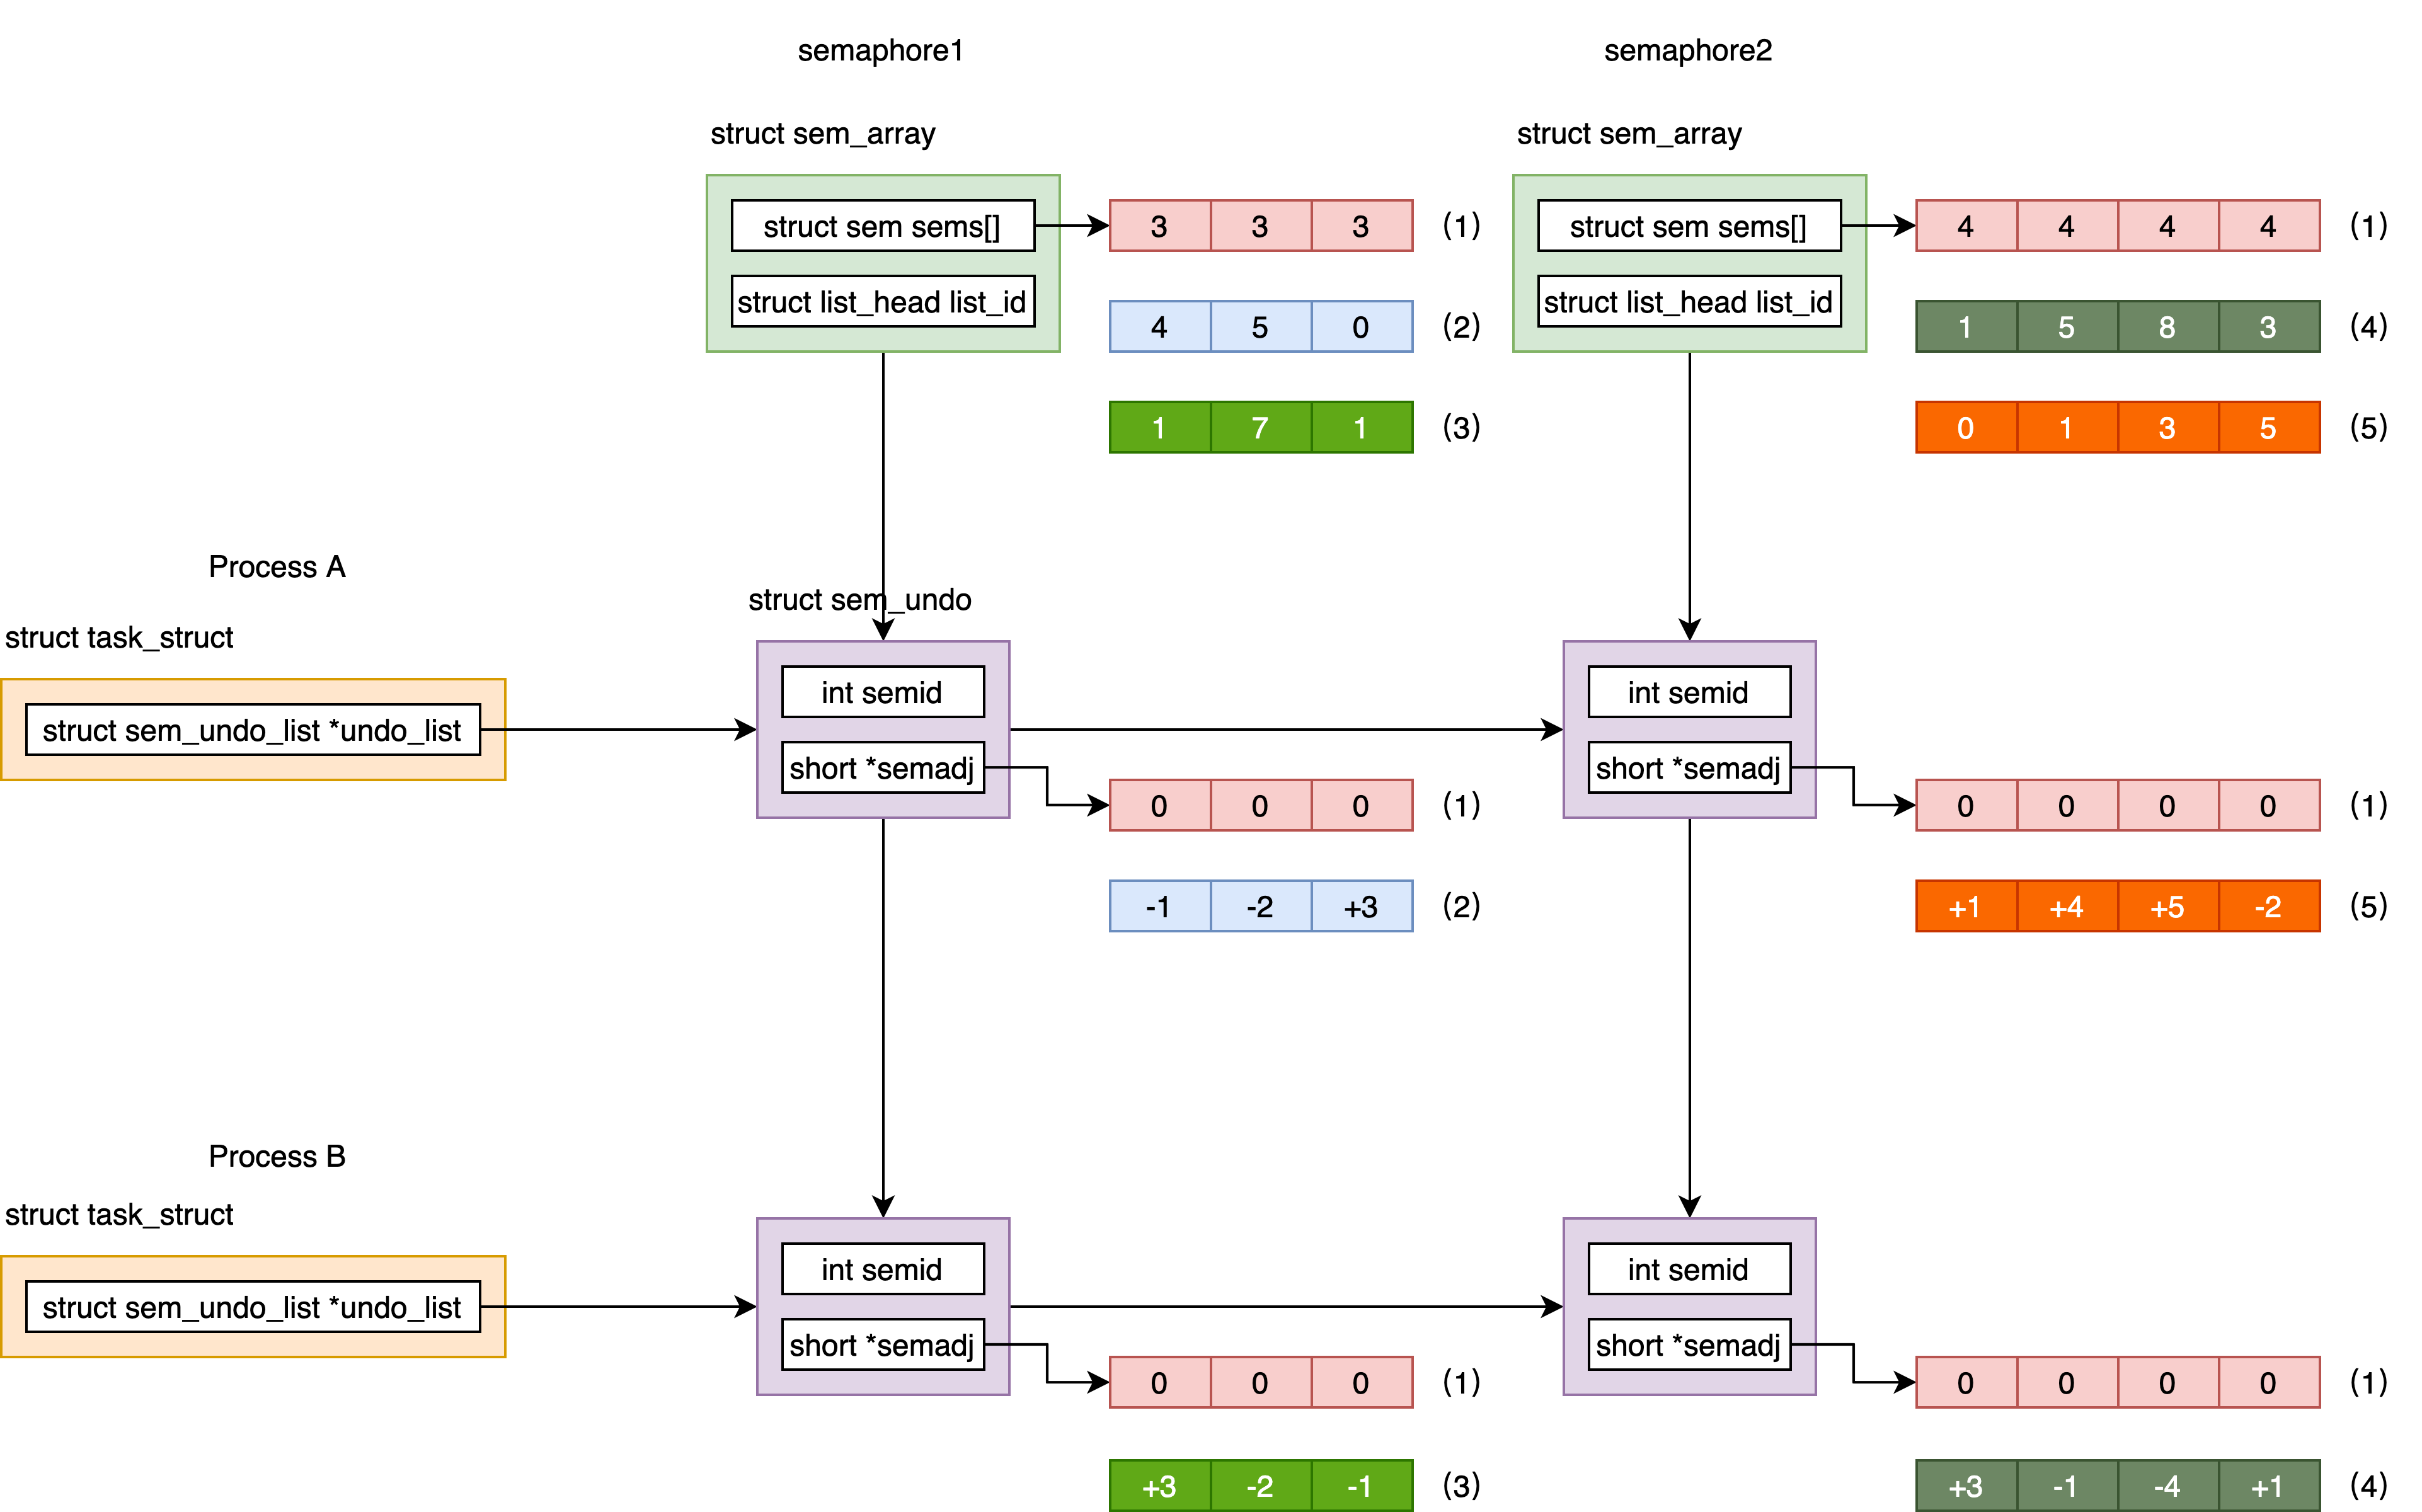 semaphore1
semaphore2
struct sem_array
struct sem_array
struct sem sems[]
3 3 3 (1)
struct sem sems[]
4 4 4 4 (1)
struct list_head list_id
4 5 0 (2)
struct list_head list_id
1 5 8 3 (4)
1 7 1 (3)
0 1 3 5 (5)
Process A
struct sem_undo
struct task_struct
int semid
int semid
struct sem_undo_list *undo_list
short *semadj
short *semadj
0 0 0 (1)
0 0 0 0 (1)
-1 -2 +3 (2)
+1 +4 +5 -2 (5)
Process B
struct task_struct
int semid
int semid
struct sem_undo_list *undo_list
short *semadj
short *semadj
0 0 0 (1)
0 0 0 0 (1)
+3 -2 -1 (3)
+3 -1 -4 +1 (4)